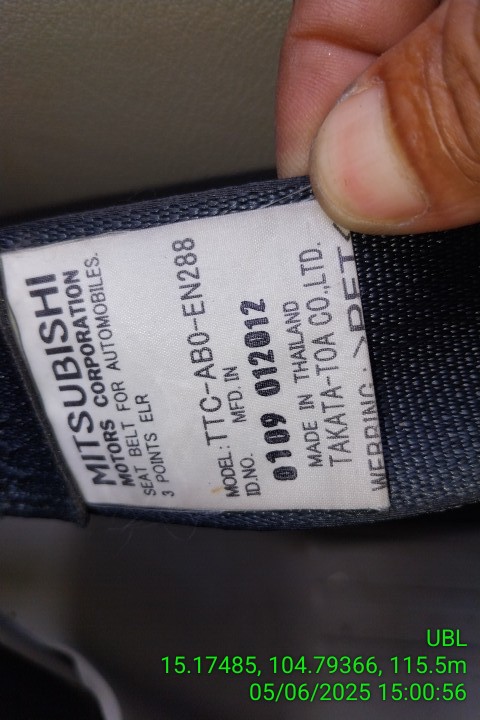 MITSUBISHI
MOTORS CORPORATION
SEAT BELT FOR AUTOMOBILES.
3 POINTS ELR
MODEL: TTC-AB0-EN288
ID.NO. MFD. IN
0109 012012
MADE IN THAILAND
TAKATA-TOA CO.,LTD.
WEBBING >PET
UBL
15.17485, 104.79366, 115.5m
05/06/2025 15:00:56